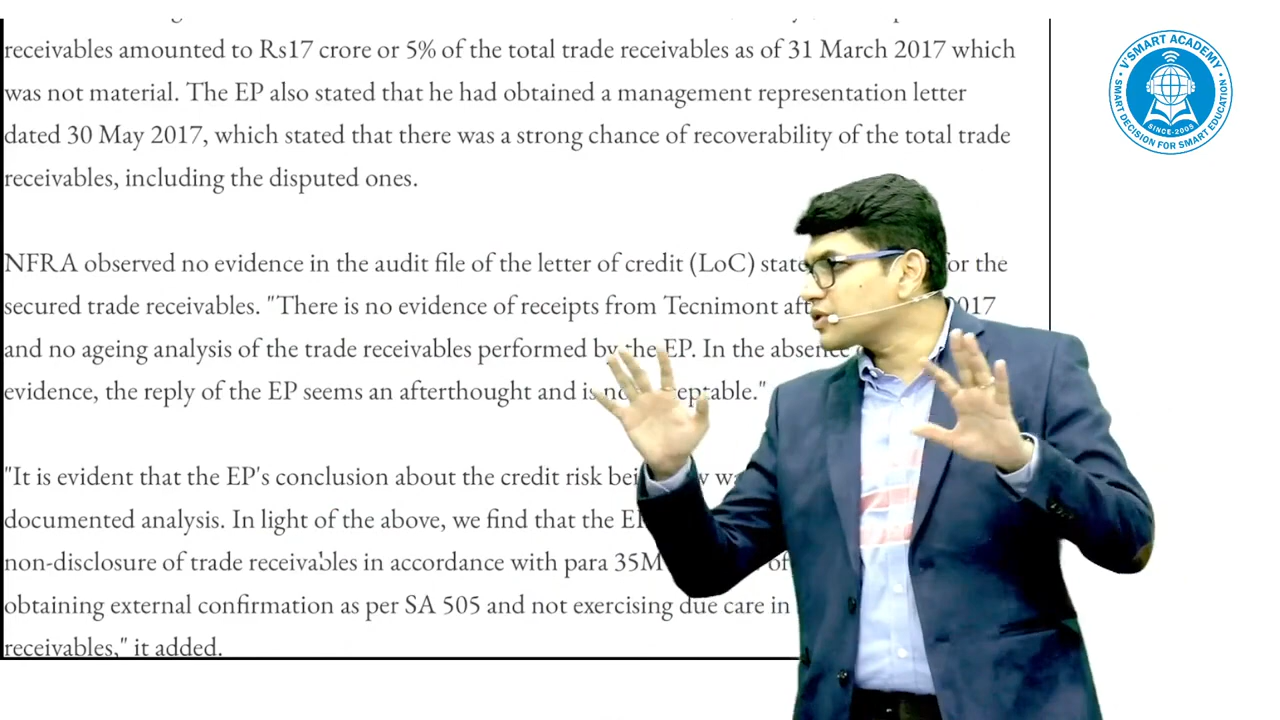 receivables amounted to Rs17 crore or 5% of the total trade receivables as of 31 March 2017 which
was not material. The EP also stated that he had obtained a management representation letter
dated 30 May 2017, which stated that there was a strong chance of recoverability of the total trade
receivables, including the disputed ones.
NFRA observed no evidence in the audit file of the letter of credit (LoC) for the
secured trade receivables. "There is no evidence of receipts from Tecnimont
and no ageing analysis of the trade receivables performed by the EP. In the absence
evidence, the reply of the EP seems an afterthought and is
"It is evident that the EP's conclusion about the credit risk
documented analysis. In light of the above, we find that the
non-disclosure of trade receivables in accordance with para of
obtaining external confirmation as per SA 505 and not exercising due care in
receivables," it added.
V'SMART ACADEMY
SINCE-2005
SMART DECISION FOR SMART EDUCATION